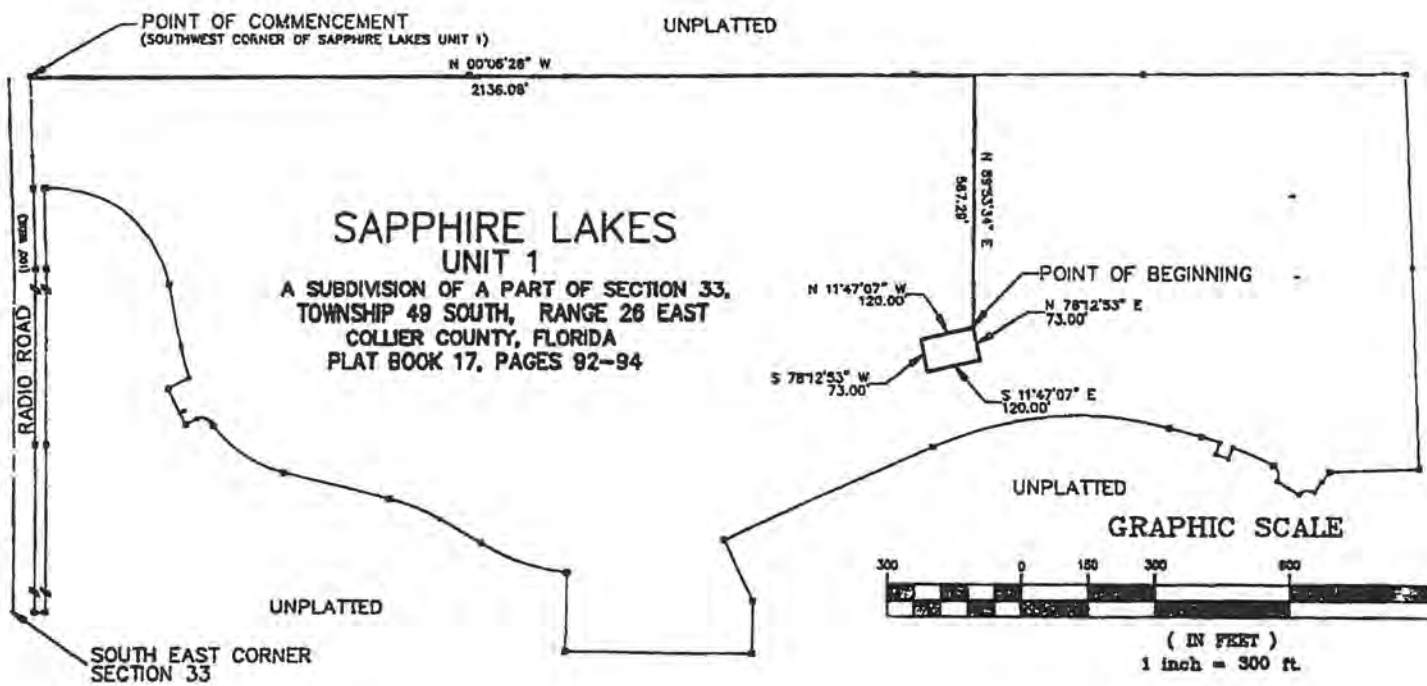 POINT OF COMMENCEMENT
(SOUTHWEST CORNER OF SAPPHIRE LAKES UNIT 1)
UNPLATTED
N 00°06'26" W
2136.08'
N 89°53'34" E
567.29'
SAPPHIRE LAKES
UNIT 1
A SUBDIVISION OF A PART OF SECTION 33,
TOWNSHIP 49 SOUTH, RANGE 26 EAST
COLLIER COUNTY, FLORIDA
PLAT BOOK 17, PAGES 92-94
RADIO ROAD
POINT OF BEGINNING
N 11°47'07" W
120.00'
N 78°12'53" E
73.00'
S 78°12'53" W
73.00'
S 11°47'07" E
120.00'
UNPLATTED
GRAPHIC SCALE
300 0 150 300 600
( IN FEET )
1 inch = 300 ft.
UNPLATTED
SOUTH EAST CORNER
SECTION 33